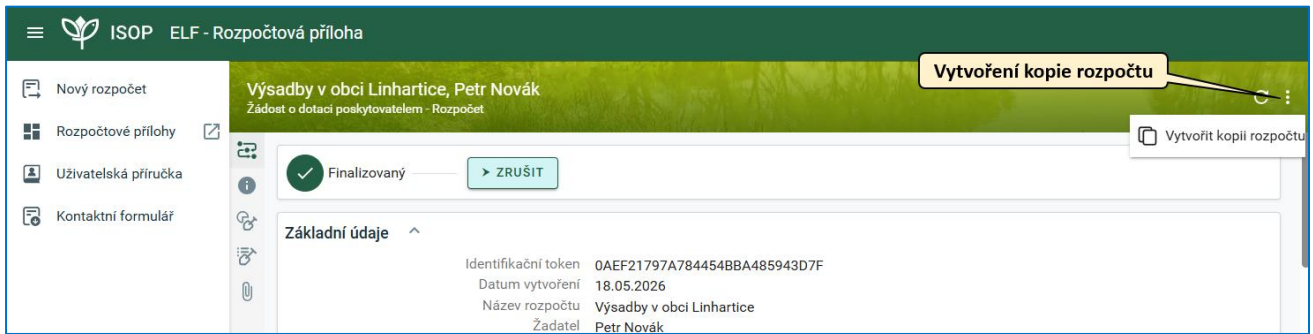 ISOP ELF - Rozpočtová příloha
Nový rozpočet
Rozpočtové přílohy
Uživatelská příručka
Kontaktní formulář
Výsadby v obci Linhartice, Petr Novák
Žádost o dotaci poskytovatelem - Rozpočet
Vytvoření kopie rozpočtu
Vytvořit kopii rozpočtu
Finalizovaný
ZRUŠIT
Základní údaje
Identifikační token 0AEF21797A784454BBA485943D7F
Datum vytvoření 18.05.2026
Název rozpočtu Výsadby v obci Linhartice
Žadatel Petr Novák